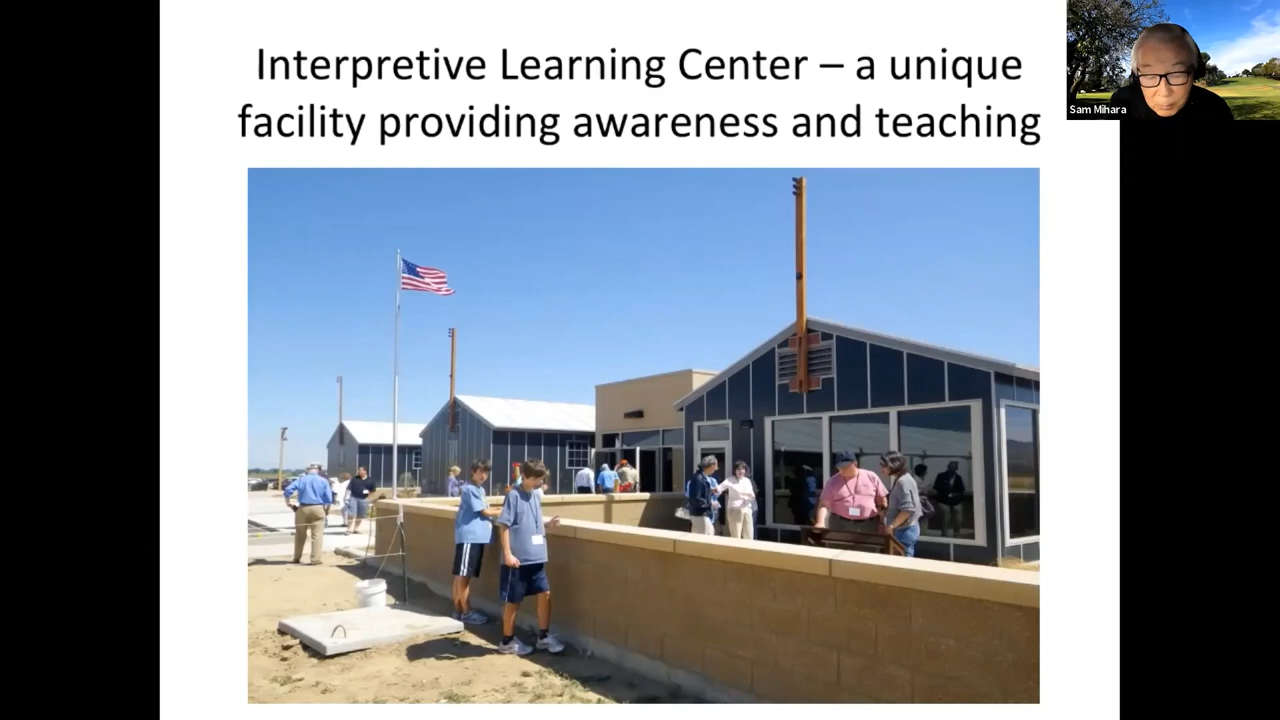 Interpretive Learning Center – a unique
facility providing awareness and teaching
Sam Mihara